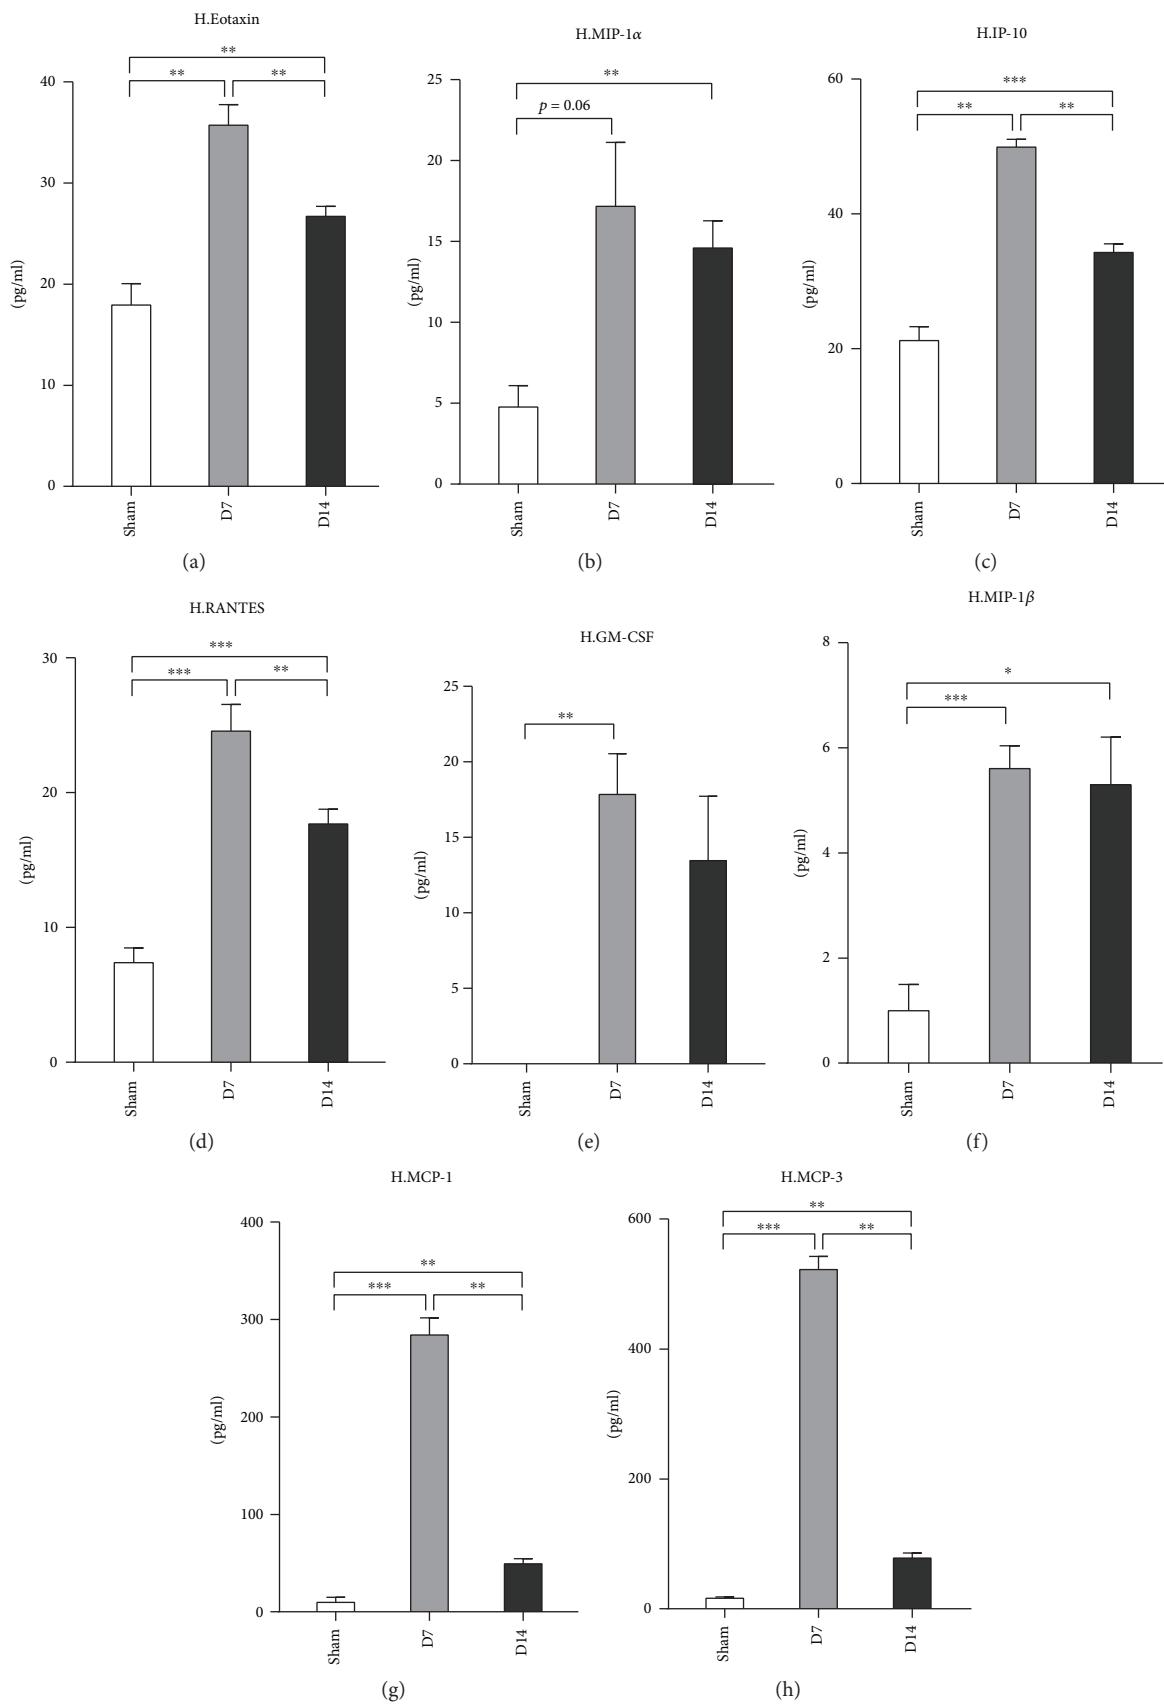 H.Eotaxin
**
**
**
40
30
20
10
0
(pg/ml)
Sham
D7
D14
(a)
H.MIP-1α
**
p = 0.06
25
20
15
10
5
0
(pg/ml)
Sham
D7
D14
(b)
H.IP-10
***
**
**
60
40
20
0
(pg/ml)
Sham
D7
D14
(c)
H.RANTES
***
***
**
30
20
10
0
(pg/ml)
Sham
D7
D14
(d)
H.GM-CSF
**
25
20
15
10
5
0
(pg/ml)
Sham
D7
D14
(e)
H.MIP-1β
*
***
8
6
4
2
0
(pg/ml)
Sham
D7
D14
(f)
H.MCP-1
**
***
**
400
300
200
100
0
(pg/ml)
Sham
D7
D14
(g)
H.MCP-3
**
***
**
600
400
200
0
(pg/ml)
Sham
D7
D14
(h)